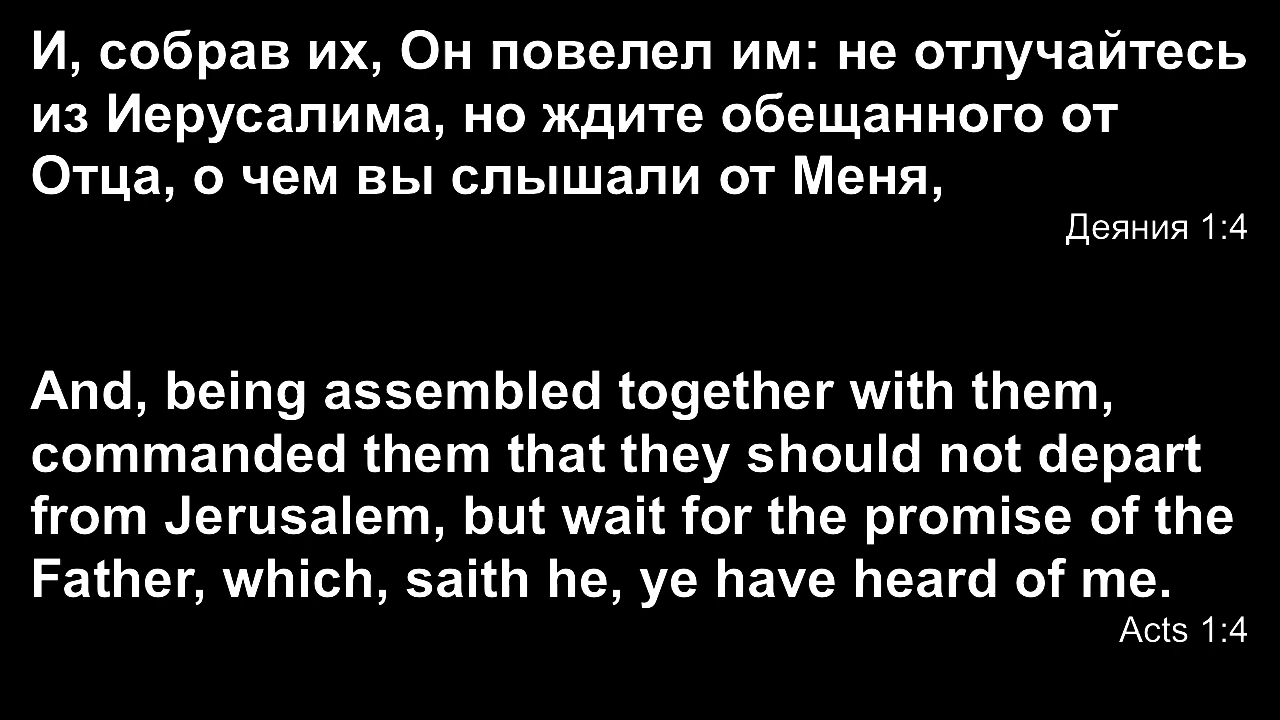 И, собрав их, Он повелел им: не отлучайтесь
из Иерусалима, но ждите обещанного от
Отца, о чем вы слышали от Меня,
Деяния 1:4
And, being assembled together with them,
commanded them that they should not depart
from Jerusalem, but wait for the promise of the
Father, which, saith he, ye have heard of me.
Acts 1:4